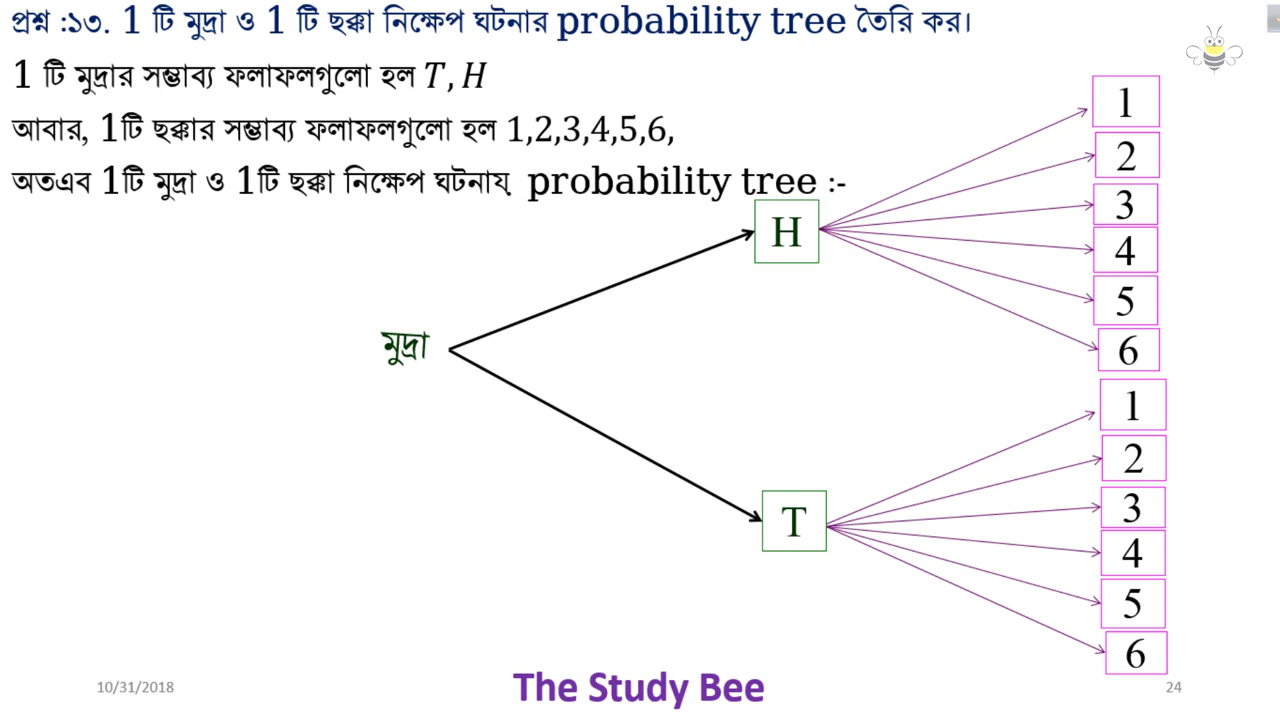 প্রশ্ন :১৩. 1 টি মুদ্রা ও 1 টি ছক্কা নিক্ষেপ ঘটনার probability tree তৈরি কর।
1 টি মুদ্রার সম্ভাব্য ফলাফলগুলো হল T, H
আবার, 1টি ছক্কার সম্ভাব্য ফলাফলগুলো হল 1,2,3,4,5,6,
অতএব 1টি মুদ্রা ও 1টি ছক্কা নিক্ষেপ ঘটনায় probability tree :-
মুদ্রা
H
1
2
3
4
5
6
T
1
2
3
4
5
6
10/31/2018
The Study Bee
24